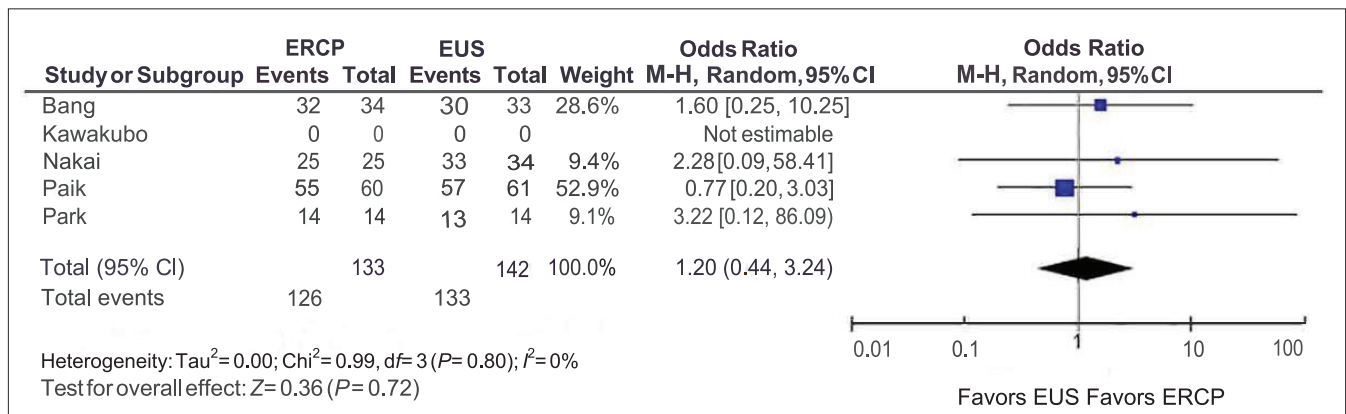 ERCP EUS Odds Ratio Odds Ratio
Study or Subgroup Events Total Events Total Weight M-H, Random, 95% CI M-H, Random, 95% CI
Bang 32 34 30 33 28.6% 1.60 [0.25, 10.25]
Kawakubo 0 0 0 0 Not estimable
Nakai 25 25 33 34 9.4% 2.28 [0.09, 58.41]
Paik 55 60 57 61 52.9% 0.77 [0.20, 3.03]
Park 14 14 13 14 9.1% 3.22 [0.12, 86.09)
Total (95% CI) 133 142 100.0% 1.20 (0.44, 3.24)
Total events 126 133
0.01 0.1 1 10 100
Heterogeneity: Tau²= 0.00; Chi²= 0.99, df= 3 (P= 0.80); I²= 0%
Test for overall effect: Z= 0.36 (P= 0.72)
Favors EUS Favors ERCP